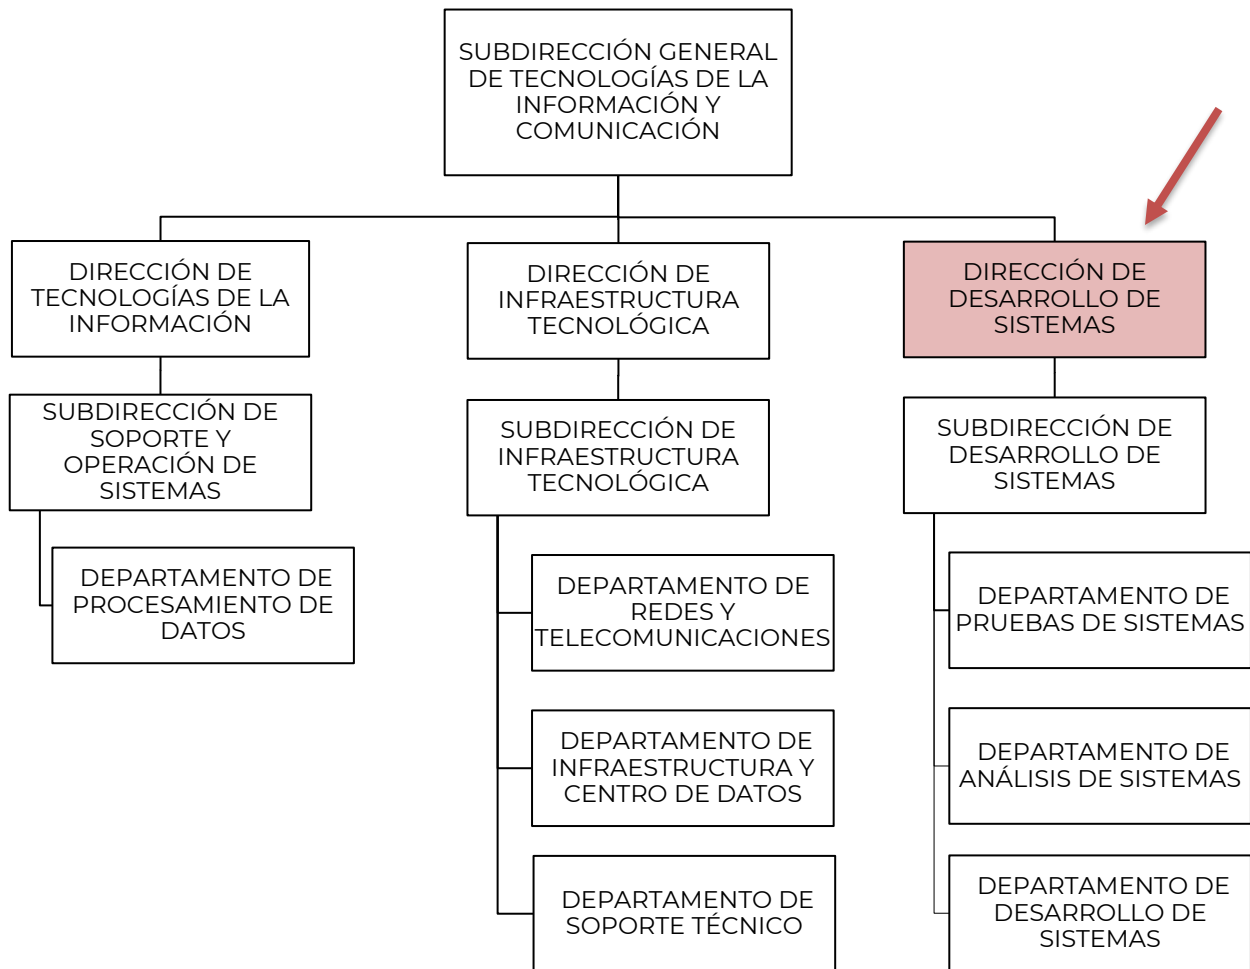 SUBDIRECCIÓN GENERAL
DE TECNOLOGÍAS DE LA
INFORMACIÓN Y
COMUNICACIÓN
DIRECCIÓN DE
TECNOLOGÍAS DE LA
INFORMACIÓN
DIRECCIÓN DE
INFRAESTRUCTURA
TECNOLÓGICA
DIRECCIÓN DE
DESARROLLO DE
SISTEMAS
SUBDIRECCIÓN DE
SOPORTE Y
OPERACIÓN DE
SISTEMAS
SUBDIRECCIÓN DE
INFRAESTRUCTURA
TECNOLÓGICA
SUBDIRECCIÓN DE
DESARROLLO DE
SISTEMAS
DEPARTAMENTO DE
PROCESAMIENTO DE
DATOS
DEPARTAMENTO DE
REDES Y
TELECOMUNICACIONES
DEPARTAMENTO DE
PRUEBAS DE SISTEMAS
DEPARTAMENTO DE
INFRAESTRUCTURA Y
CENTRO DE DATOS
DEPARTAMENTO DE
ANÁLISIS DE SISTEMAS
DEPARTAMENTO DE
SOPORTE TÉCNICO
DEPARTAMENTO DE
DESARROLLO DE
SISTEMAS